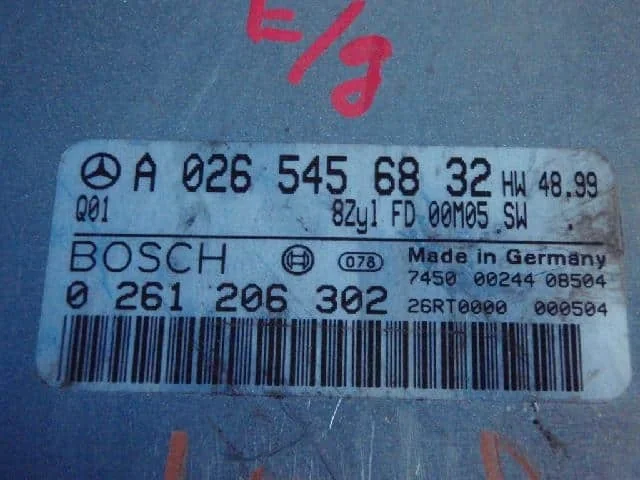 E/g
A 026 545 68 32 HW 48.99
Q01 8Zyl FD 00M05 SW
BOSCH 078 Made in Germany
7450 00244 08504
0 261 206 302 26RT0000 000504